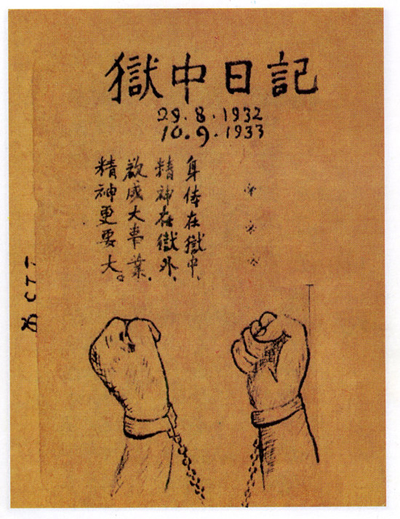 獄中日記
29.8.1932
10.9.1933
身体在獄中、
精神在獄外、
欲成大事業、
精神更要大。